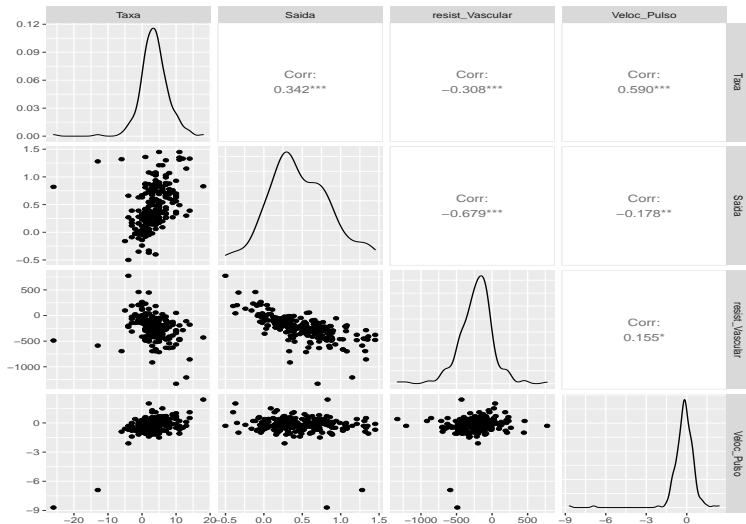 Taxa Saida resist_Vascular Veloc_Pulso
0.12
0.09
0.06
0.03
0.00
Corr:
0.342***
Corr:
−0.308***
Corr:
0.590***
Taxa
1.5
1.0
0.5
0.0
−0.5
Corr:
−0.679***
Corr:
−0.178**
Saida
500
0
−500
−1000
Corr:
0.155*
resist_Vascular
0
−3
−6
−9
Veloc_Pulso
−20 −10 0 10 20
−0.5 0.0 0.5 1.0 1.5
−1000 −500 0 500
−9 −6 −3 0